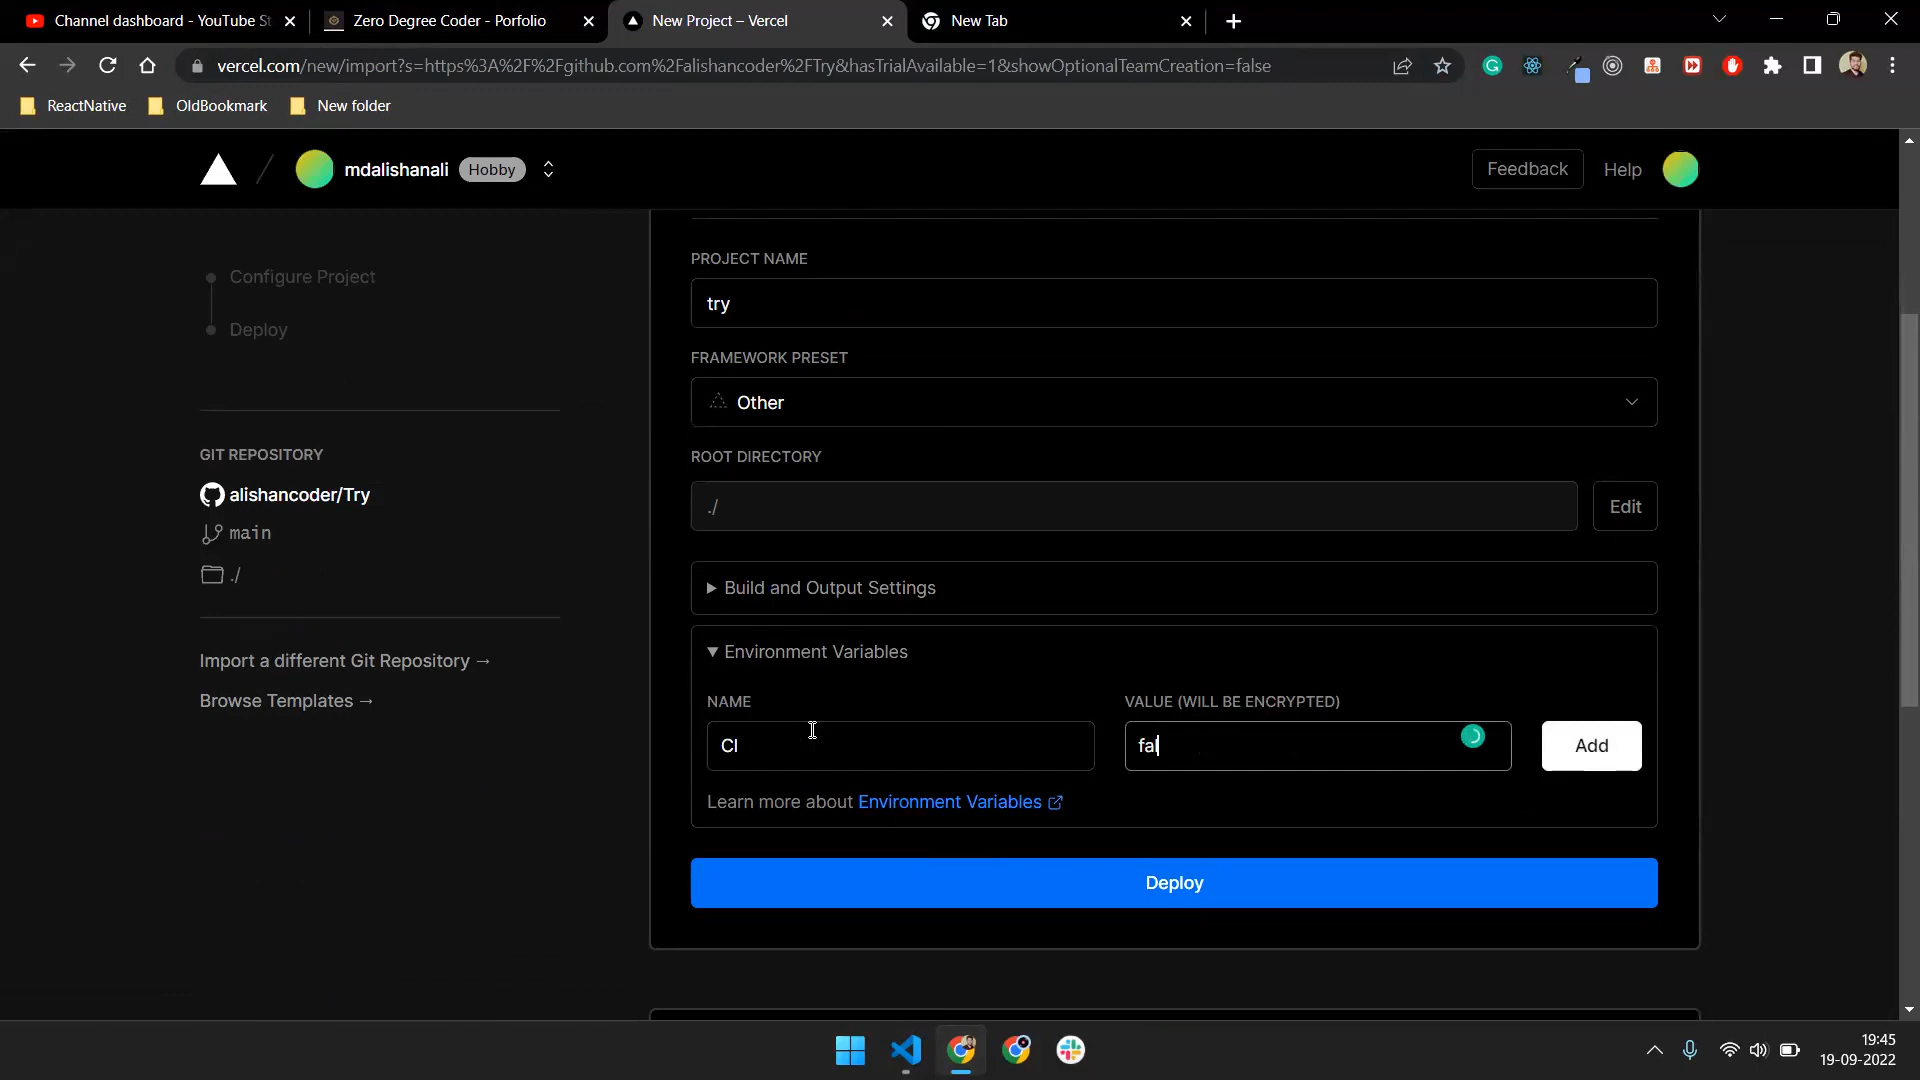 Channel dashboard - YouTube St
Zero Degree Coder - Porfolio
New Project – Vercel
New Tab
vercel.com/new/import?s=https%3A%2F%2Fgithub.com%2Falishancoder%2FTry&hasTrialAvailable=1&showOptionalTeamCreation=false
ReactNative
OldBookmark
New folder
mdalishanali
Hobby
Feedback
Help
Configure Project
Deploy
GIT REPOSITORY
alishancoder/Try
main
./
Import a different Git Repository →
Browse Templates →
PROJECT NAME
try
FRAMEWORK PRESET
Other
ROOT DIRECTORY
./
Edit
Build and Output Settings
Environment Variables
NAME
VALUE (WILL BE ENCRYPTED)
CI
fal
Add
Learn more about Environment Variables
Deploy
19:45
19-09-2022